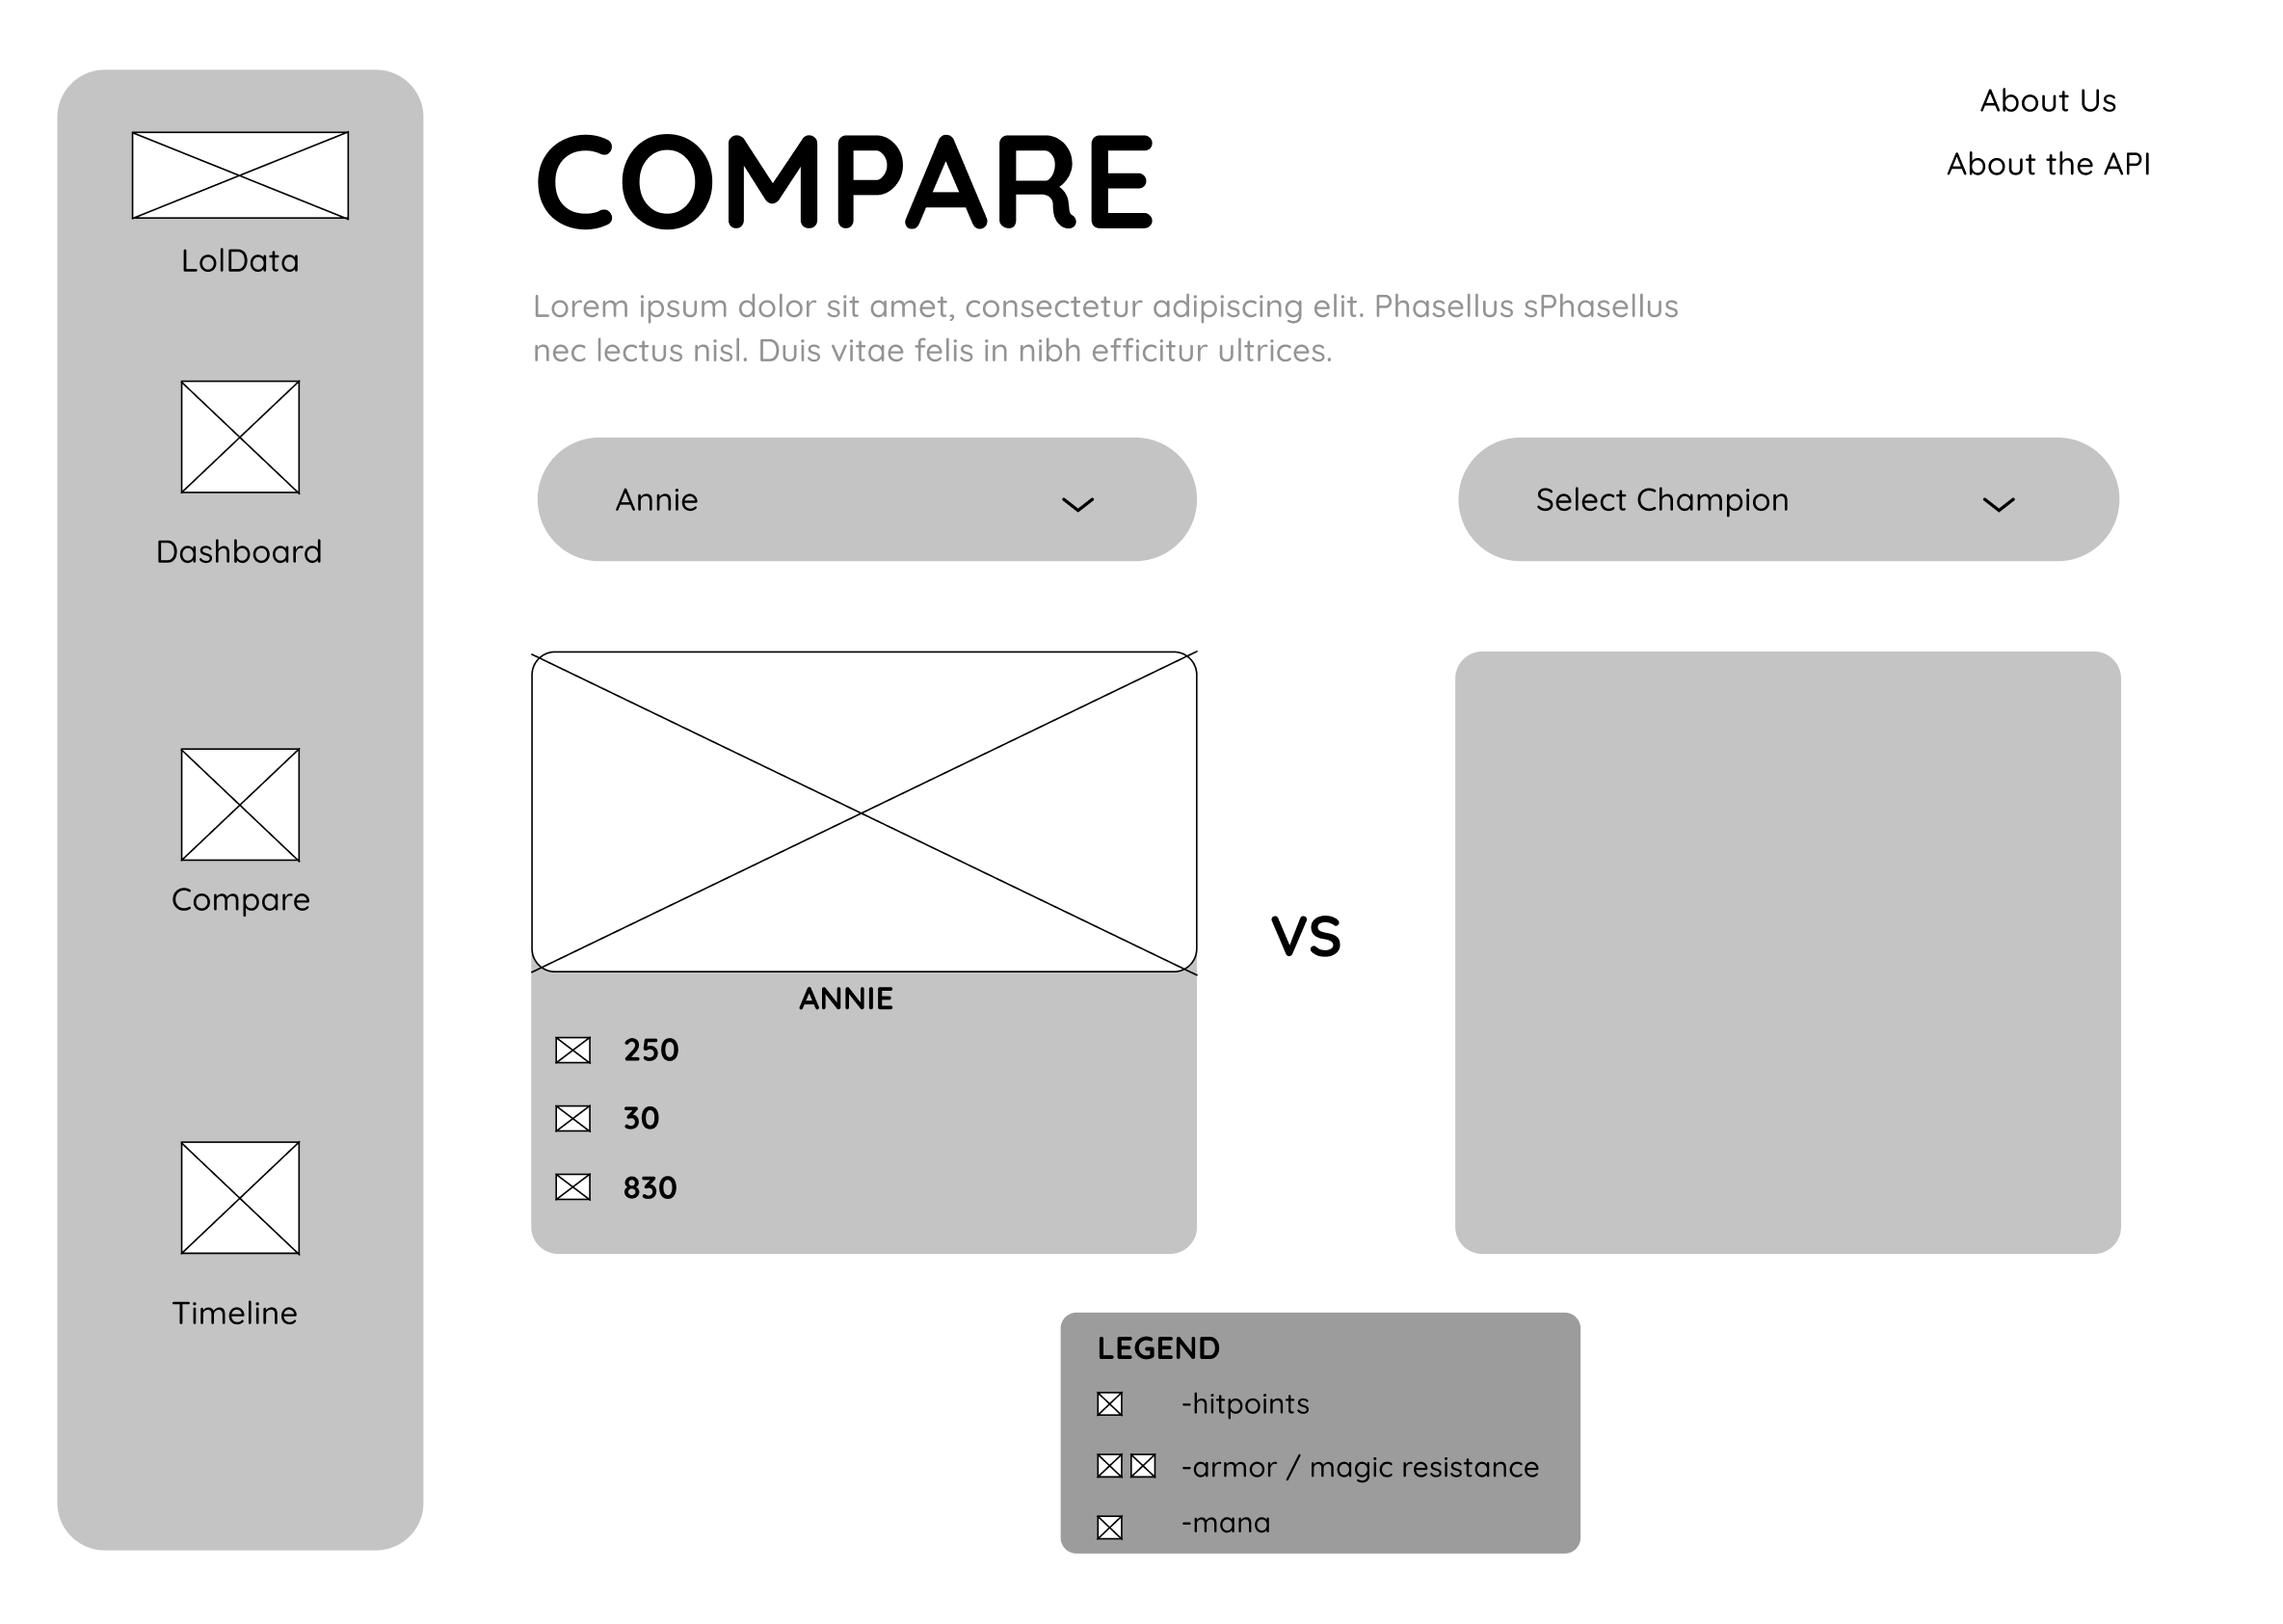 LolData
Dashboard
Compare
Timeline
COMPARE
About Us
About the API
Lorem ipsum dolor sit amet, consectetur adipiscing elit. Phasellus sPhasellus
nec lectus nisl. Duis vitae felis in nibh efficitur ultrices.
Annie
Select Champion
ANNIE
250
30
830
VS
LEGEND
-hitpoints
-armor / magic resistance
-mana